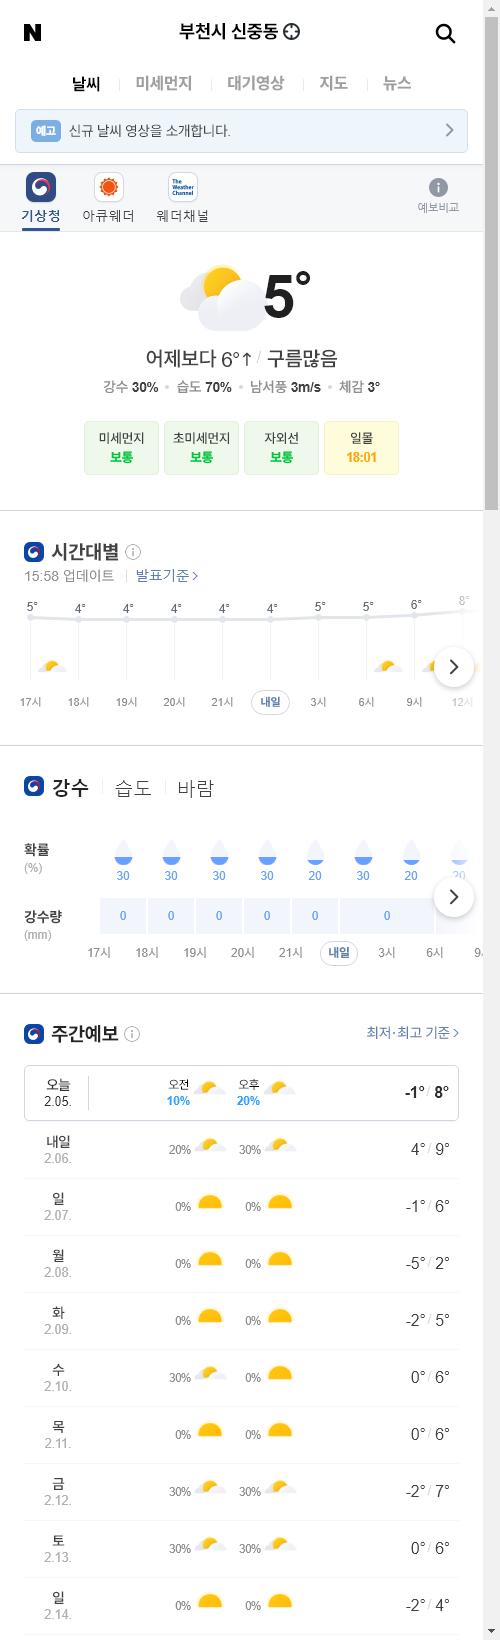 N
부천시 신중동
날씨 미세먼지 대기영상 지도 뉴스
예고 신규 날씨 영상을 소개합니다.
The Weather Channel
기상청 아큐웨더 웨더채널 예보비교
5°
어제보다 6°↑ / 구름많음
강수 30% • 습도 70% • 남서풍 3m/s • 체감 3°
미세먼지 초미세먼지 자외선 일몰
보통 보통 보통 18:01
시간대별
15:58 업데이트 발표기준 >
5° 4° 4° 4° 4° 4° 5° 5° 6° 8°
17시 18시 19시 20시 21시 내일 3시 6시 9시 12시
강수 습도 바람
확률
(%)
30 30 30 30 20 30 20 20
강수량
(mm)
0 0 0 0 0 0
17시 18시 19시 20시 21시 내일 3시 6시 9
주간예보 최저·최고 기준 >
오늘 2.05. 오전 10% 오후 20% -1° / 8°
내일 2.06. 20% 30% 4° / 9°
일 2.07. 0% 0% -1° / 6°
월 2.08. 0% 0% -5° / 2°
화 2.09. 0% 0% -2° / 5°
수 2.10. 30% 0% 0° / 6°
목 2.11. 0% 0% 0° / 6°
금 2.12. 30% 30% -2° / 7°
토 2.13. 30% 30% 0° / 6°
일 2.14. 0% 0% -2° / 4°